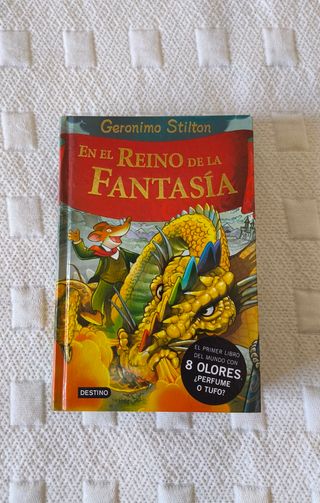 Geronimo Stilton
EN EL REINO DE LA
FANTASÍA
EL PRIMER LIBRO
DEL MUNDO CON
8 OLORES
¿PERFUME
O TUFO?
DESTINO